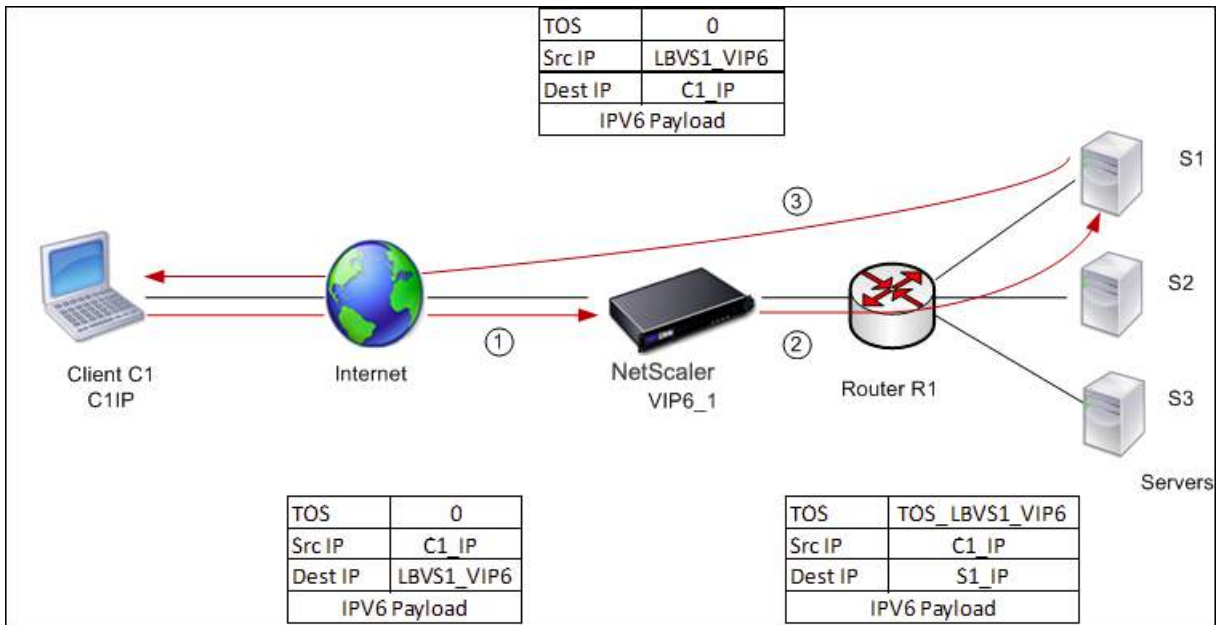 TOS 0
Src IP LBVS1_VIP6
Dest IP C1_IP
IPV6 Payload
S1
③
S2
①
②
Client C1
C1IP
Internet
NetScaler
VIP6_1
Router R1
S3
Servers
TOS 0
Src IP C1_IP
Dest IP LBVS1_VIP6
IPV6 Payload
TOS TOS_LBVS1_VIP6
Src IP C1_IP
Dest IP S1_IP
IPV6 Payload